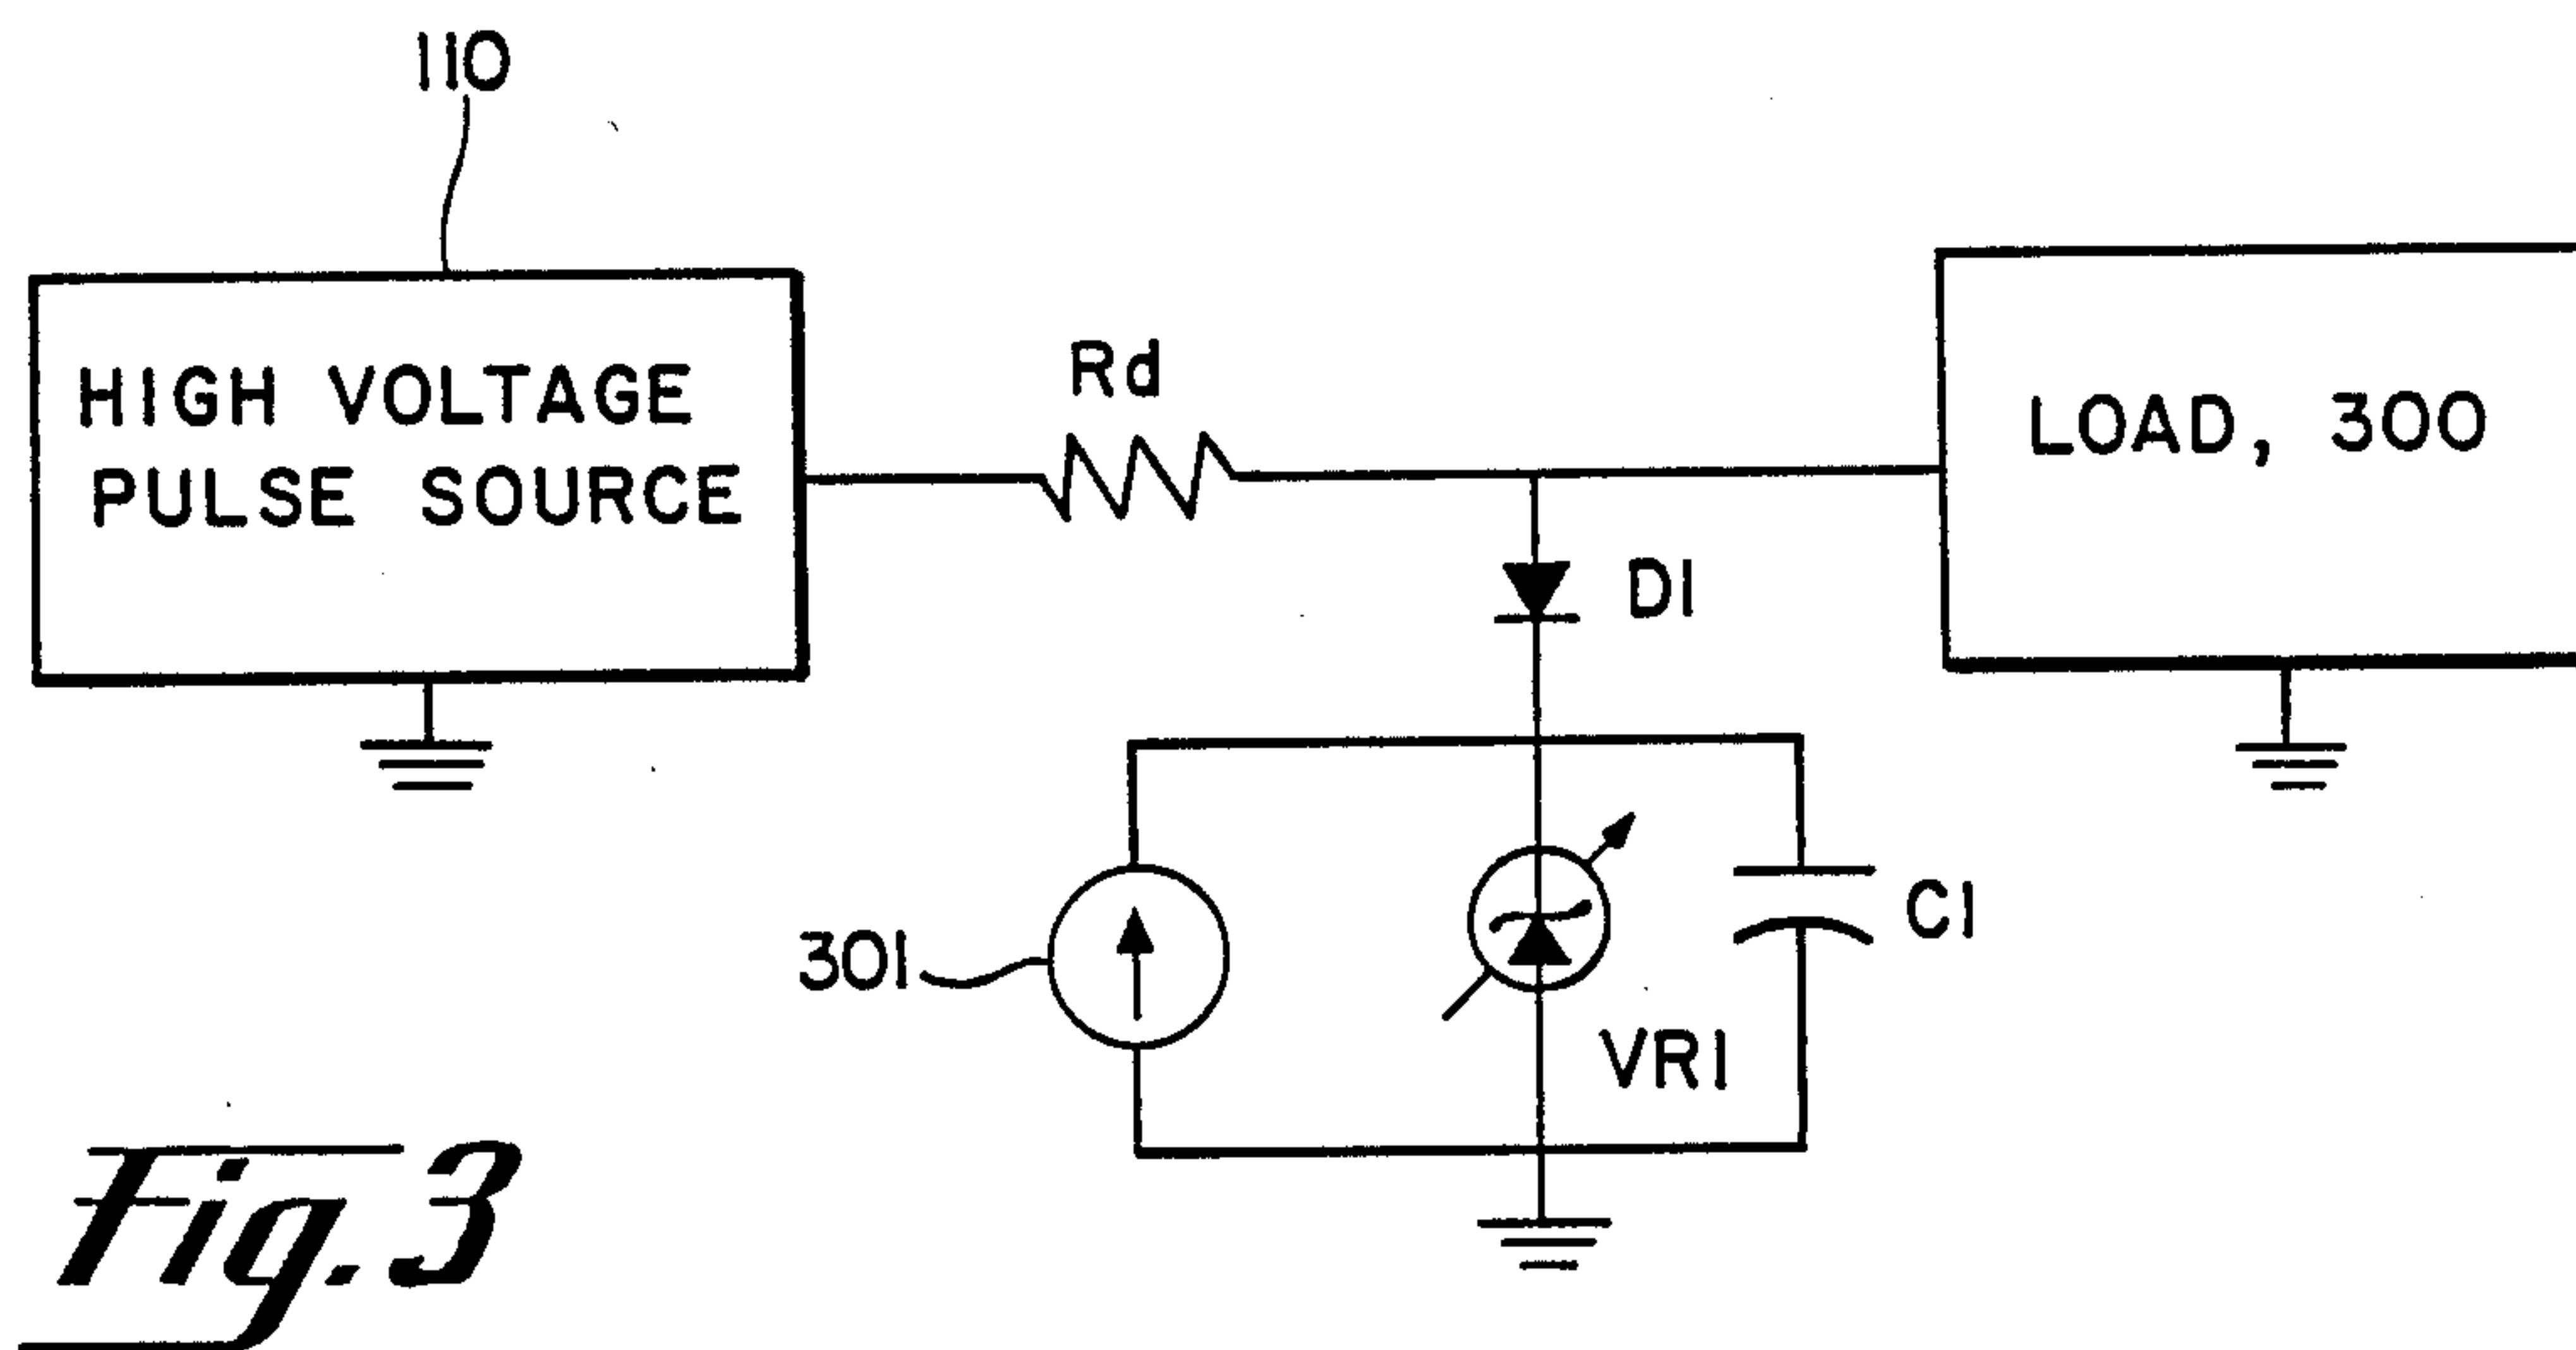 110
HIGH VOLTAGE
PULSE SOURCE
Rd
LOAD, 300
D1
301
VR1
C1
Fig. 3